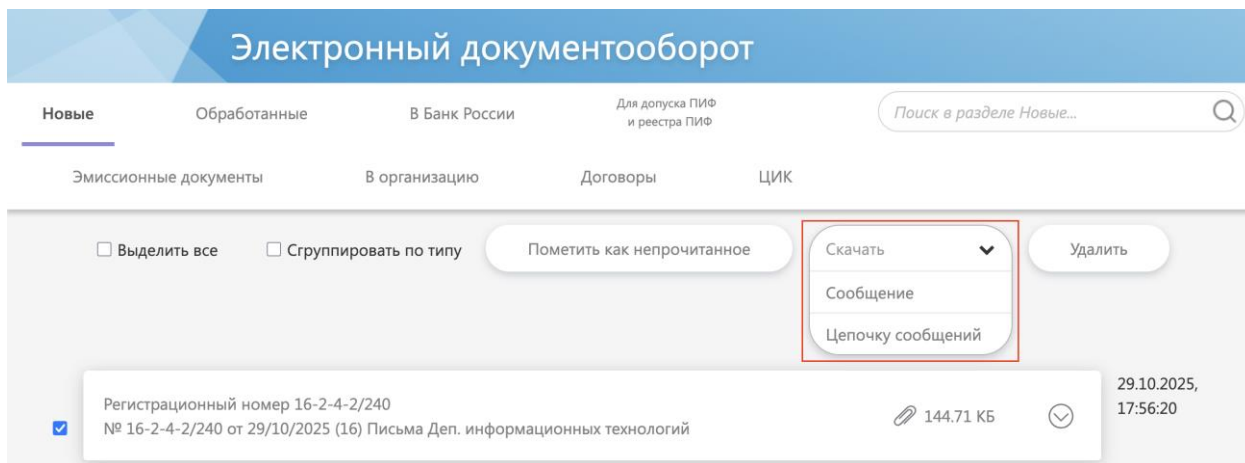 Электронный документооборот
Новые
Обработанные
В Банк России
Для допуска ПИФ
и реестра ПИФ
Поиск в разделе Новые...
Эмиссионные документы
В организацию
Договоры
ЦИК
Выделить все
Сгруппировать по типу
Пометить как непрочитанное
Скачать
Сообщение
Цепочку сообщений
Удалить
Регистрационный номер 16-2-4-2/240
№ 16-2-4-2/240 от 29/10/2025 (16) Письма Деп. информационных технологий
144.71 КБ
29.10.2025,
17:56:20